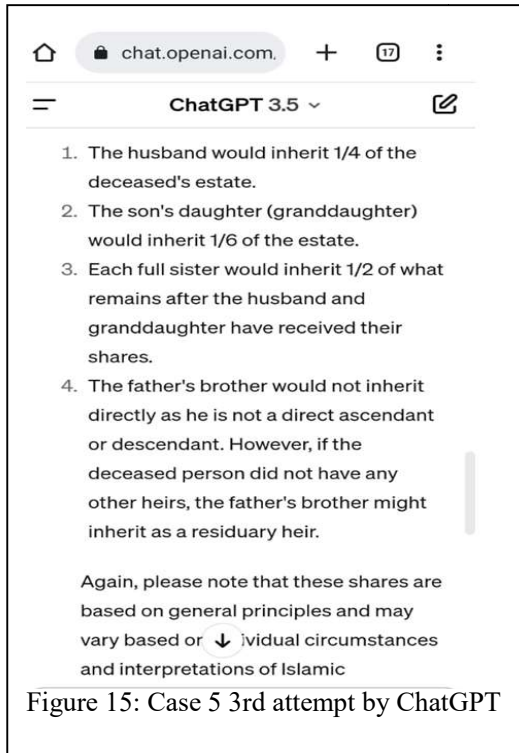 chat.openai.com.
17
ChatGPT 3.5
1. The husband would inherit 1/4 of the
deceased's estate.
2. The son's daughter (granddaughter)
would inherit 1/6 of the estate.
3. Each full sister would inherit 1/2 of what
remains after the husband and
granddaughter have received their
shares.
4. The father's brother would not inherit
directly as he is not a direct ascendant
or descendant. However, if the
deceased person did not have any
other heirs, the father's brother might
inherit as a residuary heir.
Again, please note that these shares are
based on general principles and may
vary based or ividual circumstances
and interpretations of Islamic
Figure 15: Case 5 3rd attempt by ChatGPT